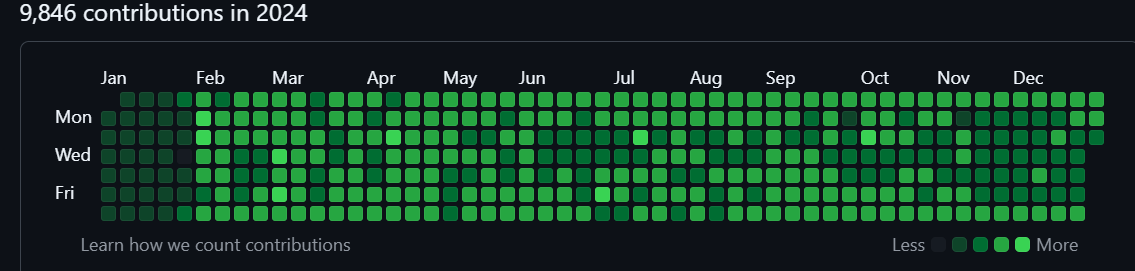 9,846 contributions in 2024
Jan Feb Mar Apr May Jun Jul Aug Sep Oct Nov Dec
Mon
Wed
Fri
Learn how we count contributions Less More